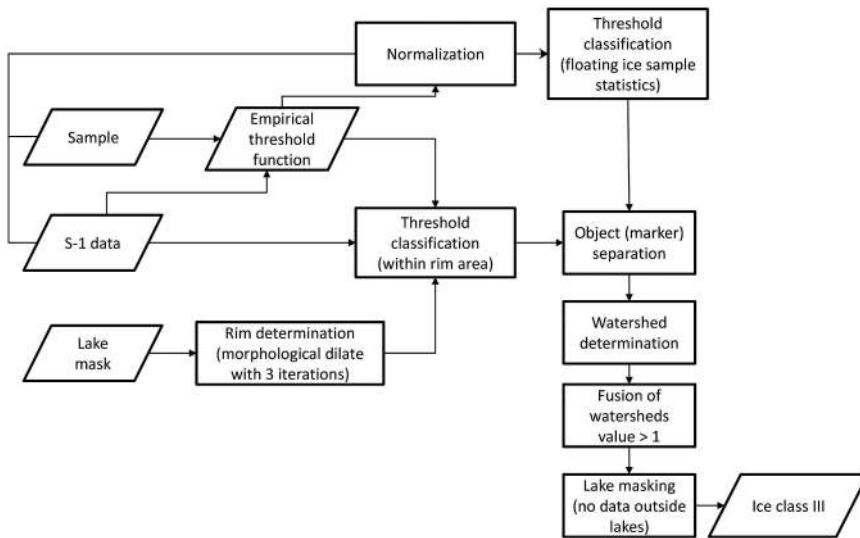 Normalization
Threshold
classification
(floating ice sample
statistics)
Sample
Empirical
threshold
function
S-1 data
Threshold
classification
(within rim area)
Object (marker)
separation
Lake
mask
Rim determination
(morphological dilate
with 3 iterations)
Watershed
determination
Fusion of
watersheds
value > 1
Lake masking
(no data outside
lakes)
Ice class III